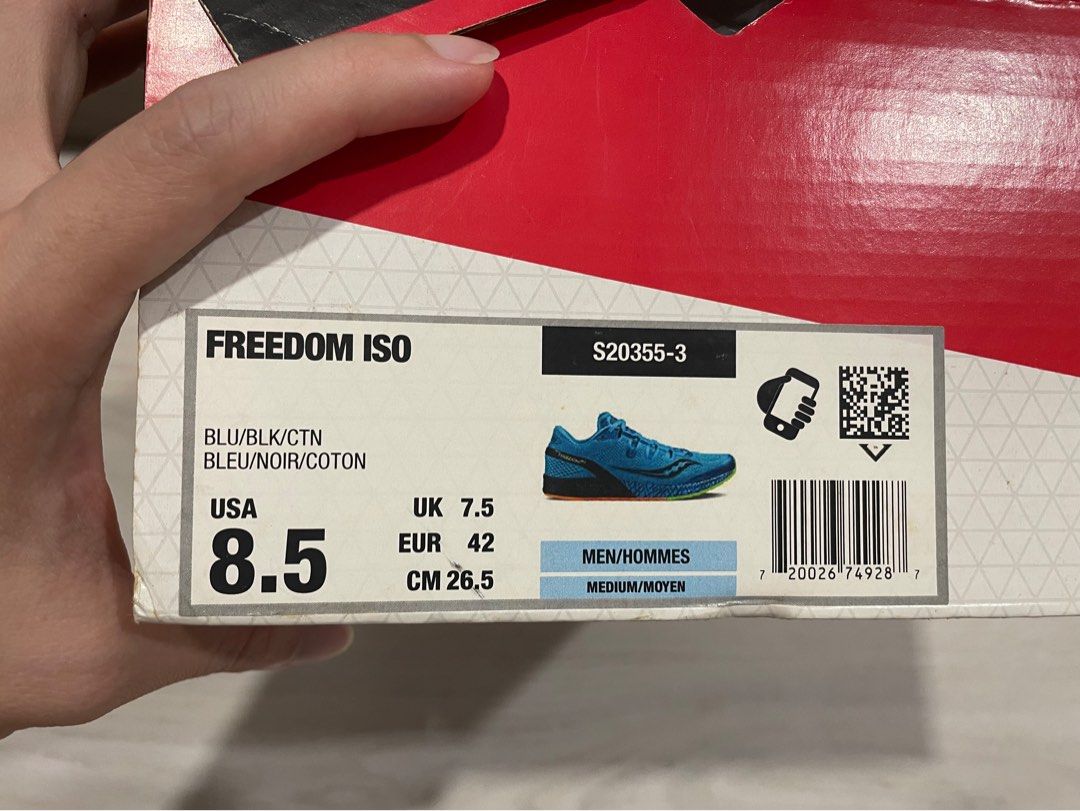 FREEDOM ISO
S20355-3
BLU/BLK/CTN
BLEU/NOIR/COTON
USA
8.5
UK 7.5
EUR 42
CM 26.5
MEN/HOMMES
MEDIUM/MOYEN
7 20026 74928 7